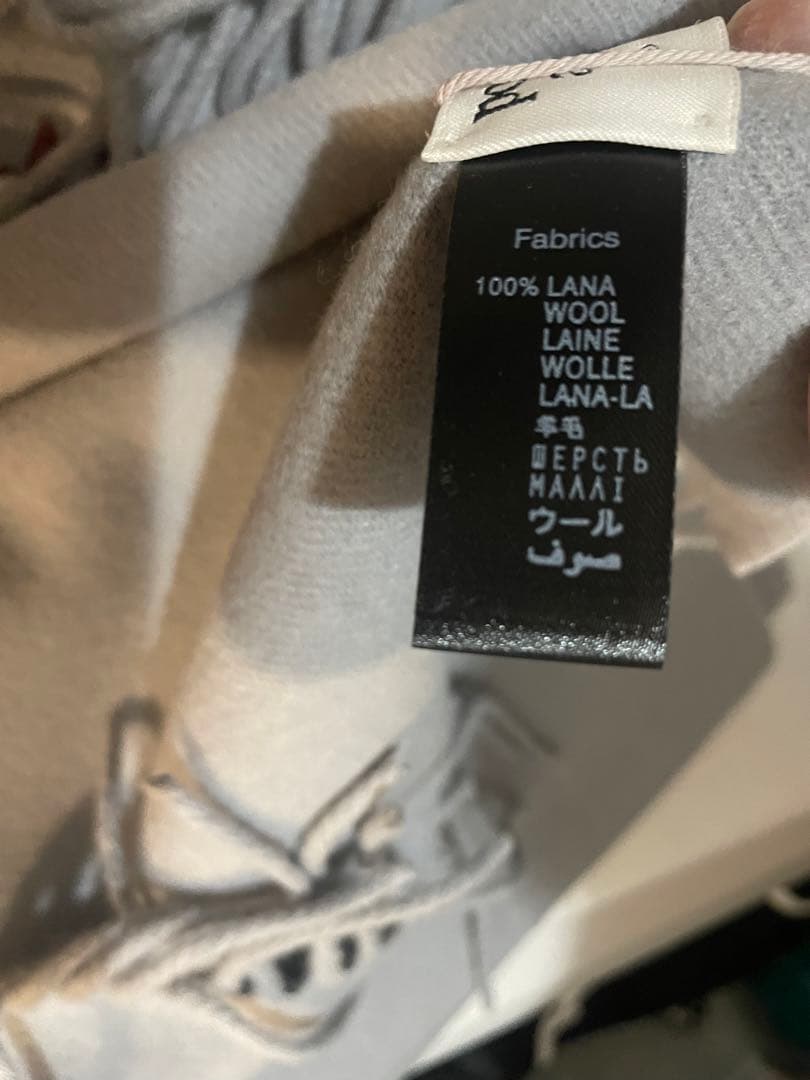 Fabrics
100% LANA
WOOL
LAINE
WOLLE
LANA-LA
羊毛
ШЕРСТЬ
ΜΑΛΛΙ
ウール
صوف